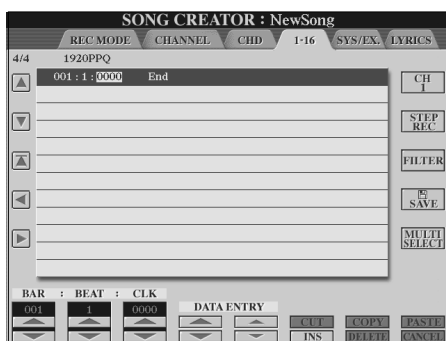 SONG CREATOR : NewSong
REC MODE CHANNEL CHD 1-16 SYS/EX. LYRICS
4/4 1920PPQ
001 : 1 : 0000 End
CH
1
STEP
REC
FILTER
SAVE
MULTI
SELECT
BAR : BEAT : CLK
DATA ENTRY
001 1 0000
CUT COPY PASTE
INS DELETE CANCEL